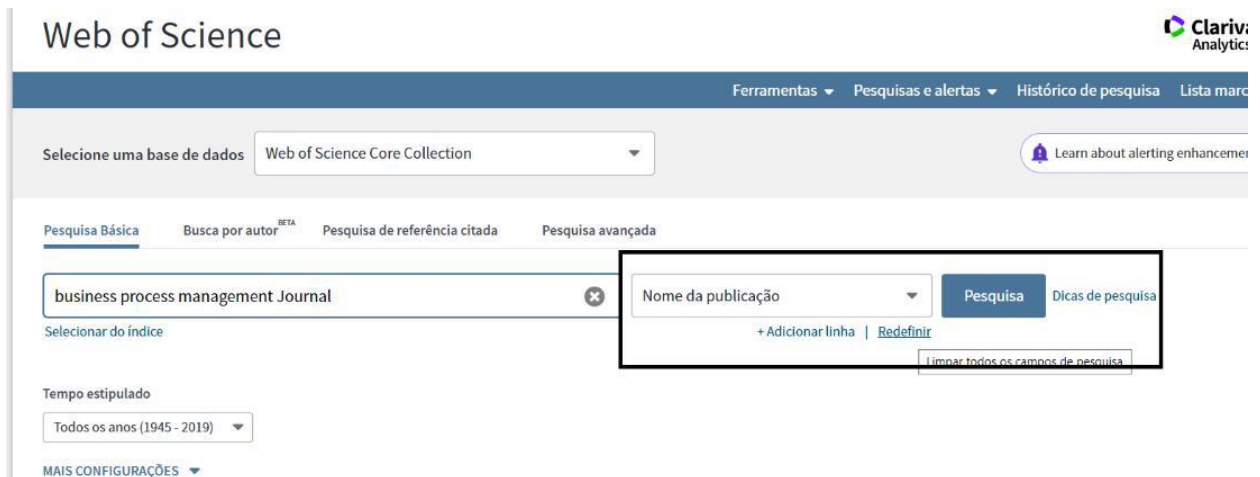 Web of Science
Clariva
Analytics
Ferramentas Pesquisas e alertas Histórico de pesquisa Lista marc
Selecione uma base de dados Web of Science Core Collection Learn about alerting enhancemen
Pesquisa Básica Busca por autor BETA Pesquisa de referência citada Pesquisa avançada
business process management Journal Nome da publicação Pesquisa Dicas de pesquisa
Selecionar do índice + Adicionar linha | Redefinir
Limpar todos os campos de pesquisa
Tempo estipulado
Todos os anos (1945 - 2019)
MAIS CONFIGURAÇÕES